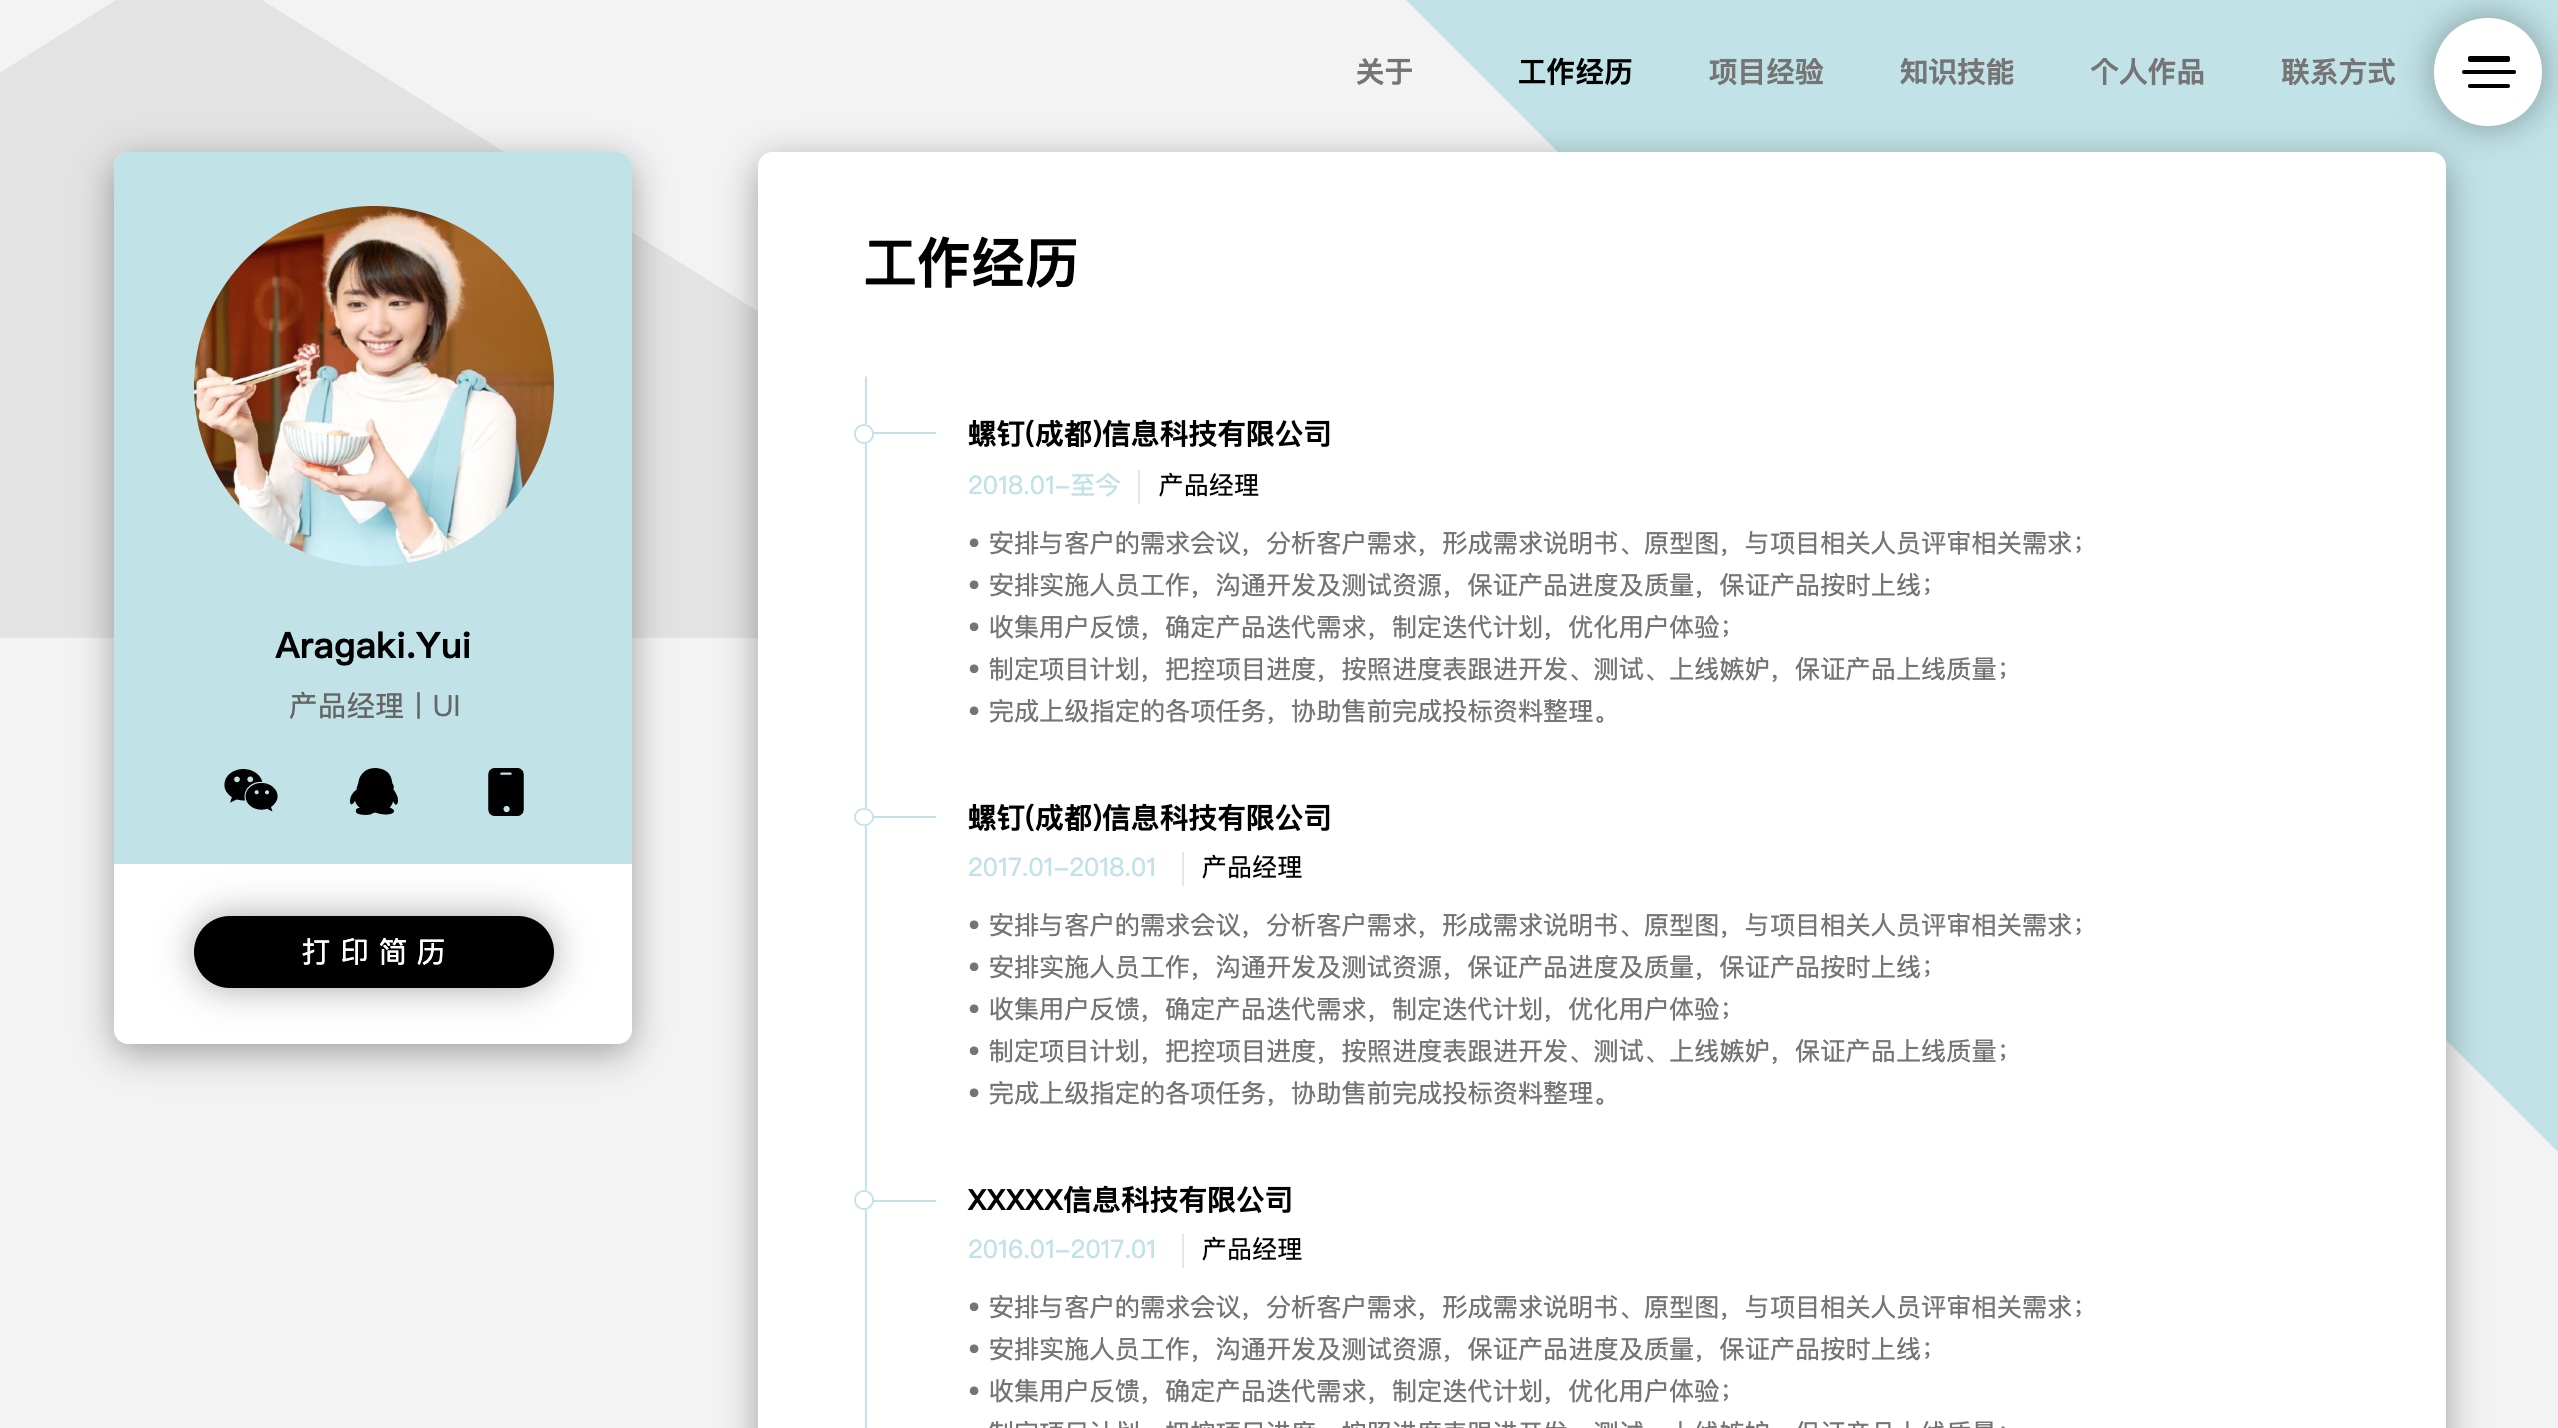 关于 工作经历 项目经验 知识技能 个人作品 联系方式
Aragaki.Yui
产品经理｜UI
打印简历
工作经历
螺钉(成都)信息科技有限公司
2018.01-至今 产品经理
• 安排与客户的需求会议，分析客户需求，形成需求说明书、原型图，与项目相关人员评审相关需求；
• 安排实施人员工作，沟通开发及测试资源，保证产品进度及质量，保证产品按时上线；
• 收集用户反馈，确定产品迭代需求，制定迭代计划，优化用户体验；
• 制定项目计划，把控项目进度，按照进度表跟进开发、测试、上线嫉妒，保证产品上线质量；
• 完成上级指定的各项任务，协助售前完成投标资料整理。
螺钉(成都)信息科技有限公司
2017.01-2018.01 产品经理
• 安排与客户的需求会议，分析客户需求，形成需求说明书、原型图，与项目相关人员评审相关需求；
• 安排实施人员工作，沟通开发及测试资源，保证产品进度及质量，保证产品按时上线；
• 收集用户反馈，确定产品迭代需求，制定迭代计划，优化用户体验；
• 制定项目计划，把控项目进度，按照进度表跟进开发、测试、上线嫉妒，保证产品上线质量；
• 完成上级指定的各项任务，协助售前完成投标资料整理。
XXXXX信息科技有限公司
2016.01-2017.01 产品经理
• 安排与客户的需求会议，分析客户需求，形成需求说明书、原型图，与项目相关人员评审相关需求；
• 安排实施人员工作，沟通开发及测试资源，保证产品进度及质量，保证产品按时上线；
• 收集用户反馈，确定产品迭代需求，制定迭代计划，优化用户体验；